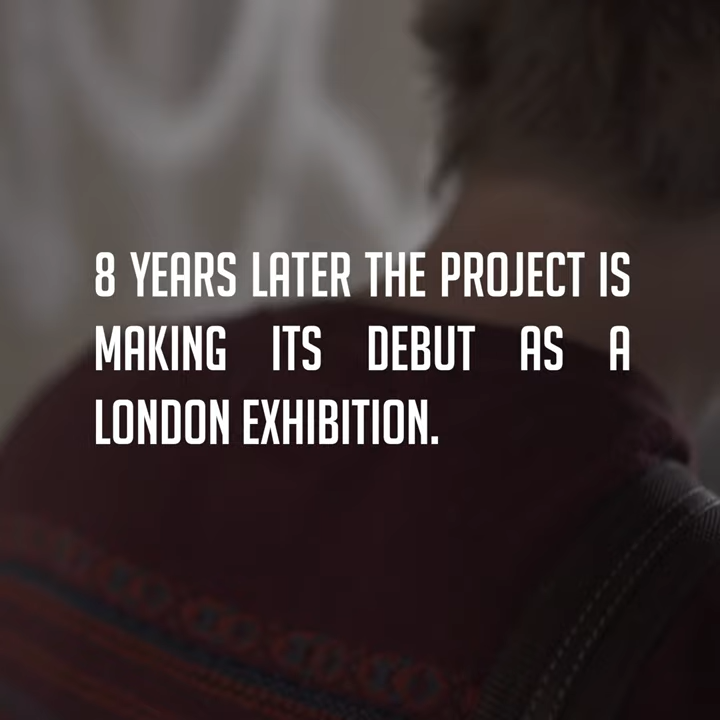 8 YEARS LATER THE PROJECT IS
MAKING ITS DEBUT AS A
LONDON EXHIBITION.